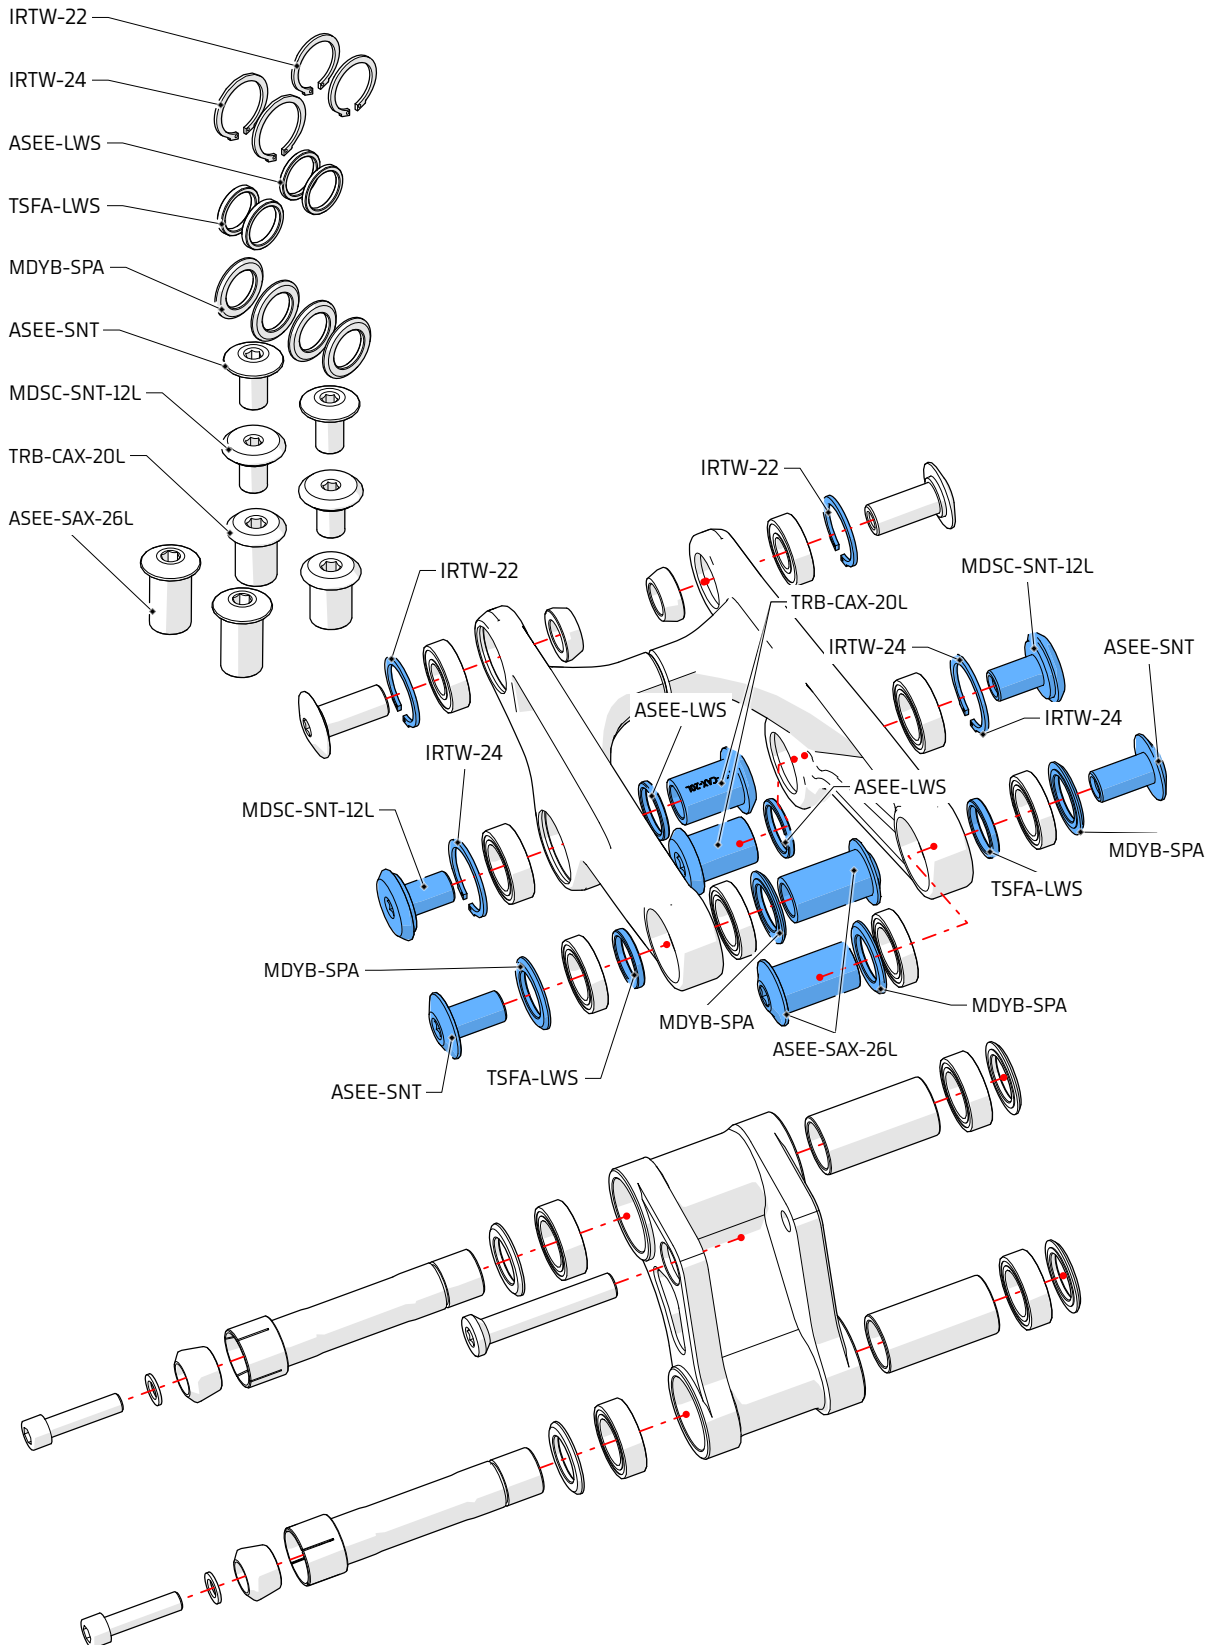 IRTW-22
IRTW-24
ASEE-LWS
TSFA-LWS
MDYB-SPA
ASEE-SNT
MDSC-SNT-12L
TRB-CAX-20L
ASEE-SAX-26L
IRTW-22
MDSC-SNT-12L
IRTW-22
TRB-CAX-20L
IRTW-24
ASEE-SNT
ASEE-LWS
IRTW-24
IRTW-24
ASEE-LWS
MDSC-SNT-12L
MDYB-SPA
TSFA-LWS
MDYB-SPA
MDYB-SPA
MDYB-SPA
ASEE-SAX-26L
TSFA-LWS
ASEE-SNT